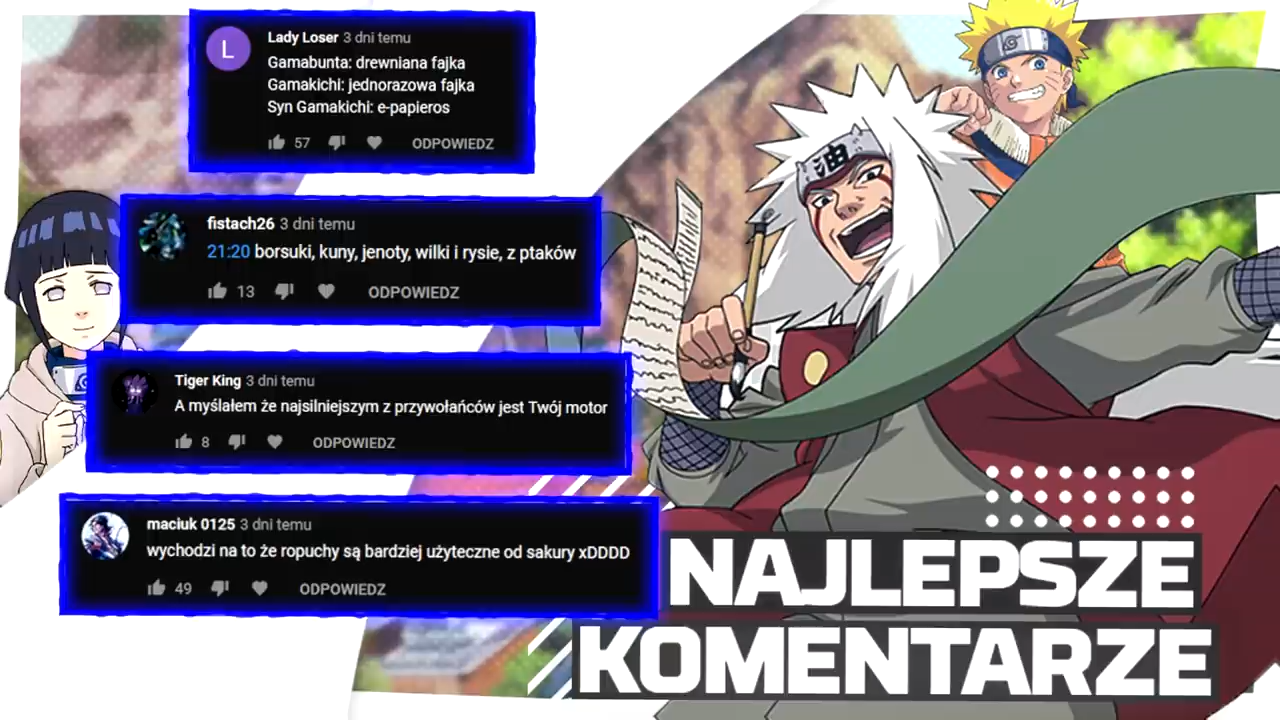 L
Lady Loser 3 dni temu
Gamabunta: drewniana fajka
Gamakichi: jednorazowa fajka
Syn Gamakichi: e-papieros
57 ODPOWIEDZ
fistach26 3 dni temu
21:20 borsuki, kuny, jenoty, wilki i rysie, z ptaków
13 ODPOWIEDZ
油
Tiger King 3 dni temu
A myślałem że najsilniejszym z przywołańców jest Twój motor
8 ODPOWIEDZ
maciuk 0125 3 dni temu
wychodzi na to że ropuchy są bardziej użyteczne od sakury xDDDD
49 ODPOWIEDZ
NAJLEPSZE
KOMENTARZE